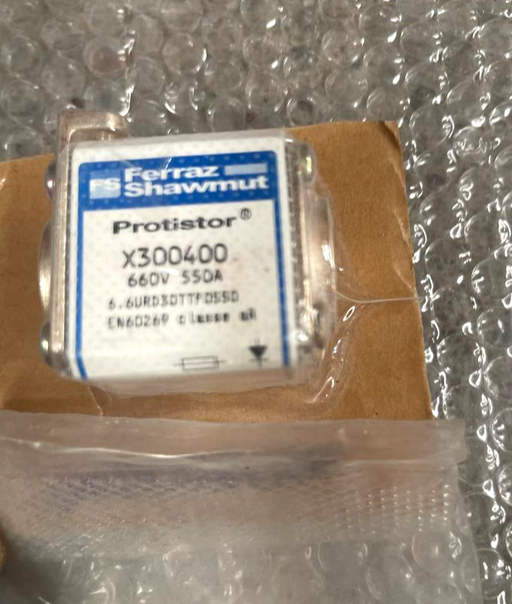 FS Ferraz
Shawmut
Protistor®
X300400
660V 550A
6.6URD30TTF0550
EN60269 classe aR